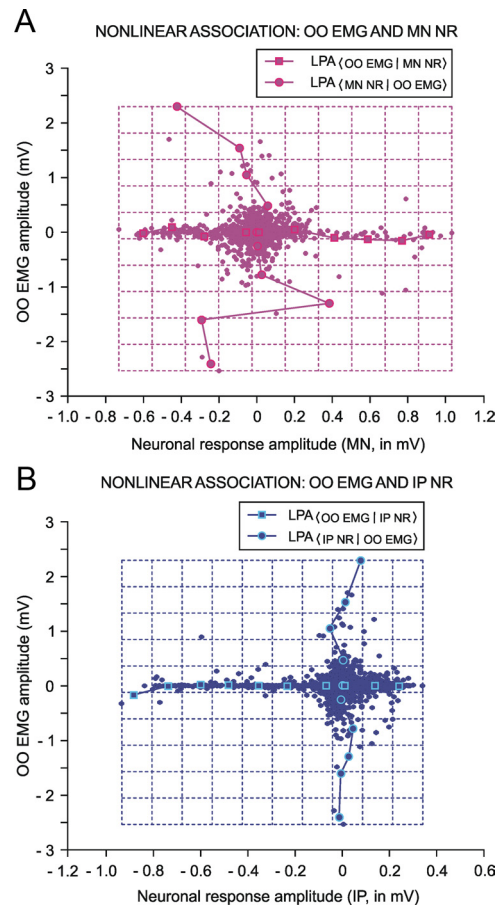 A
NONLINEAR ASSOCIATION: OO EMG AND MN NR
LPA ⟨OO EMG | MN NR⟩
LPA ⟨MN NR | OO EMG⟩
OO EMG amplitude (mV)
3
2
1
0
- 1
- 2
- 3
- 1.0 - 0.8 - 0.6 - 0.4 - 0.2 0 0.2 0.4 0.6 0.8 1.0 1.2
Neuronal response amplitude (MN, in mV)
B
NONLINEAR ASSOCIATION: OO EMG AND IP NR
LPA ⟨OO EMG | IP NR⟩
LPA ⟨IP NR | OO EMG⟩
OO EMG amplitude (mV)
3
2
1
0
- 1
- 2
- 3
- 1.2 - 1.0 - 0.8 - 0.6 - 0.4 - 0.2 0 0.2 0.4 0.6
Neuronal response amplitude (IP, in mV)